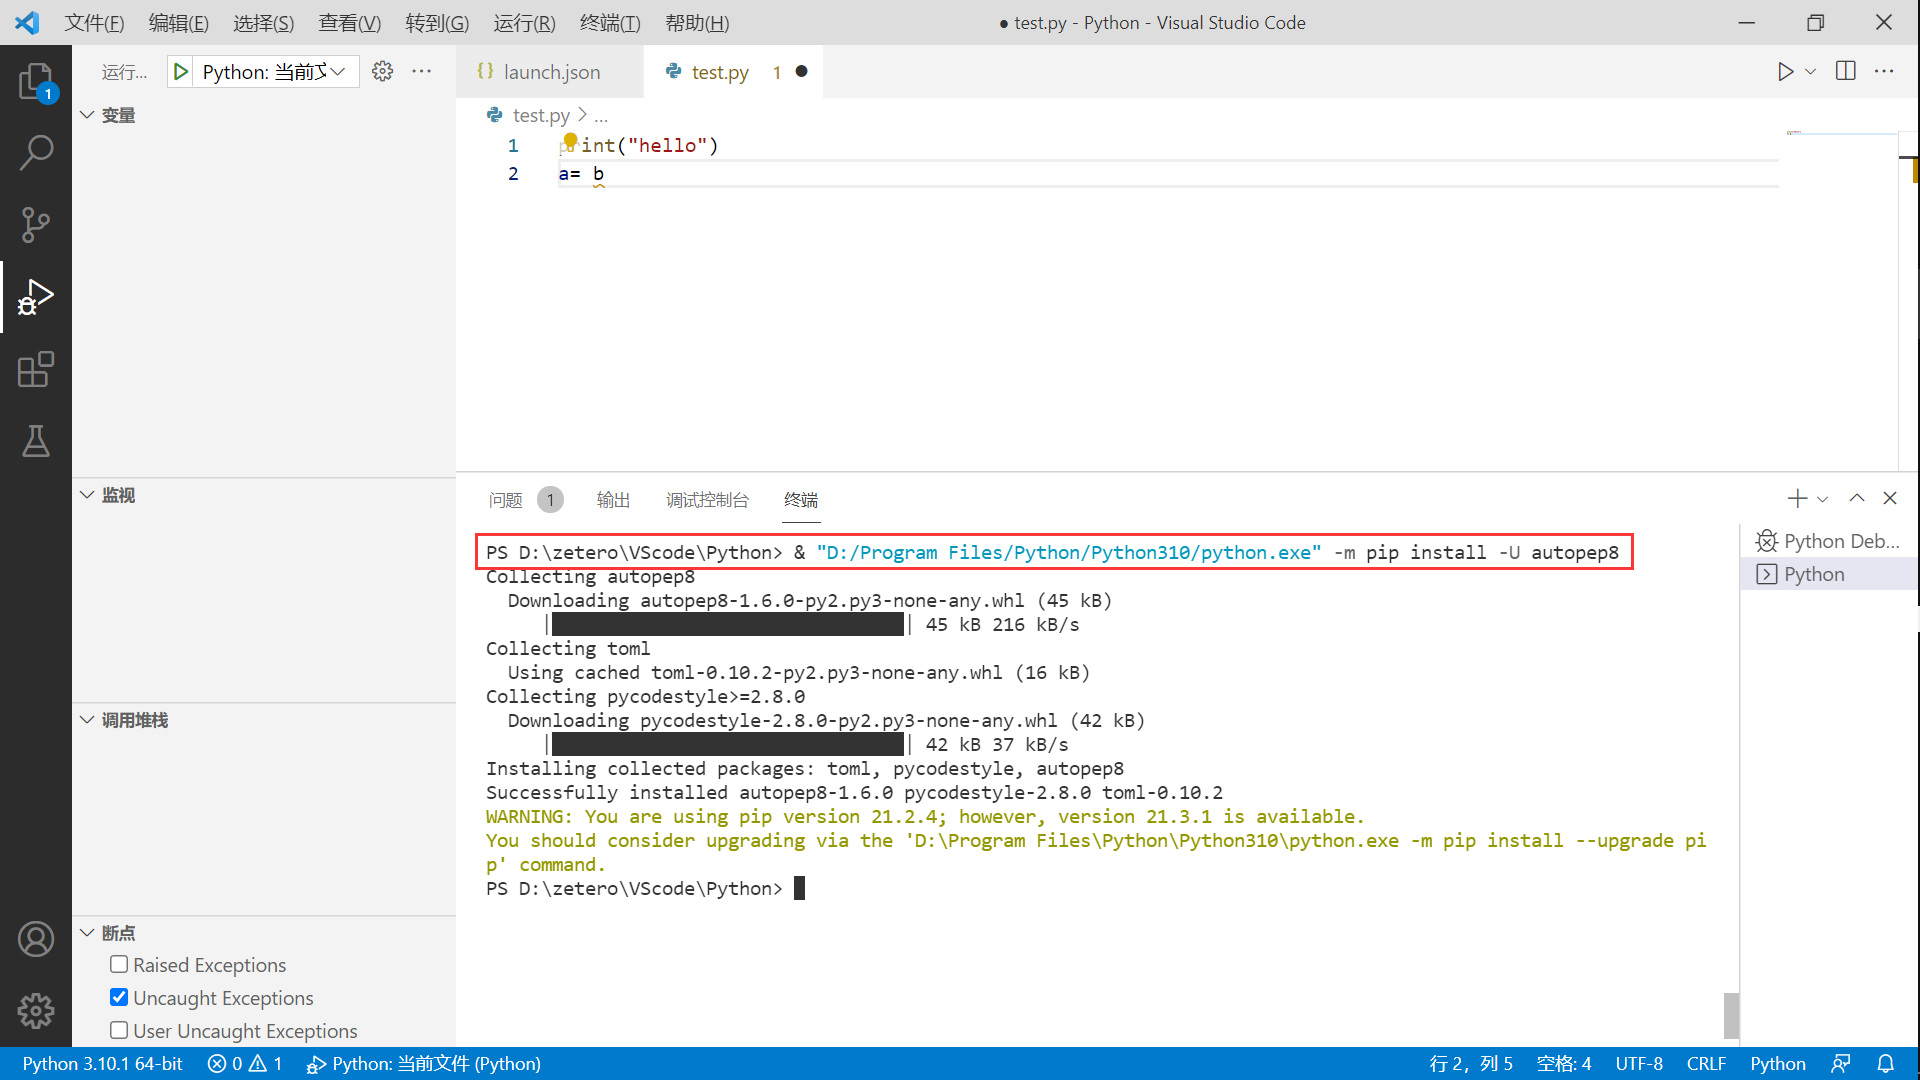 文件(F) 编辑(E) 选择(S) 查看(V) 转到(G) 运行(R) 终端(T) 帮助(H) ● test.py - Python - Visual Studio Code
运行... Python: 当前文 ···
launch.json test.py 1 ●
1
变量
test.py > ...
1 print("hello")
2 a= b
监视
调用堆栈
断点
Raised Exceptions
Uncaught Exceptions
User Uncaught Exceptions
问题 1 输出 调试控制台 终端
PS D:\zetero\VScode\Python> & "D:/Program Files/Python/Python310/python.exe" -m pip install -U autopep8
Collecting autopep8
Downloading autopep8-1.6.0-py2.py3-none-any.whl (45 kB)
| | 45 kB 216 kB/s
Collecting toml
Using cached toml-0.10.2-py2.py3-none-any.whl (16 kB)
Collecting pycodestyle>=2.8.0
Downloading pycodestyle-2.8.0-py2.py3-none-any.whl (42 kB)
| | 42 kB 37 kB/s
Installing collected packages: toml, pycodestyle, autopep8
Successfully installed autopep8-1.6.0 pycodestyle-2.8.0 toml-0.10.2
WARNING: You are using pip version 21.2.4; however, version 21.3.1 is available.
You should consider upgrading via the 'D:\Program Files\Python\Python310\python.exe -m pip install --upgrade pi
p' command.
PS D:\zetero\VScode\Python>
Python Deb...
Python
Python 3.10.1 64-bit 0 1 Python: 当前文件 (Python) 行 2，列 5 空格: 4 UTF-8 CRLF Python